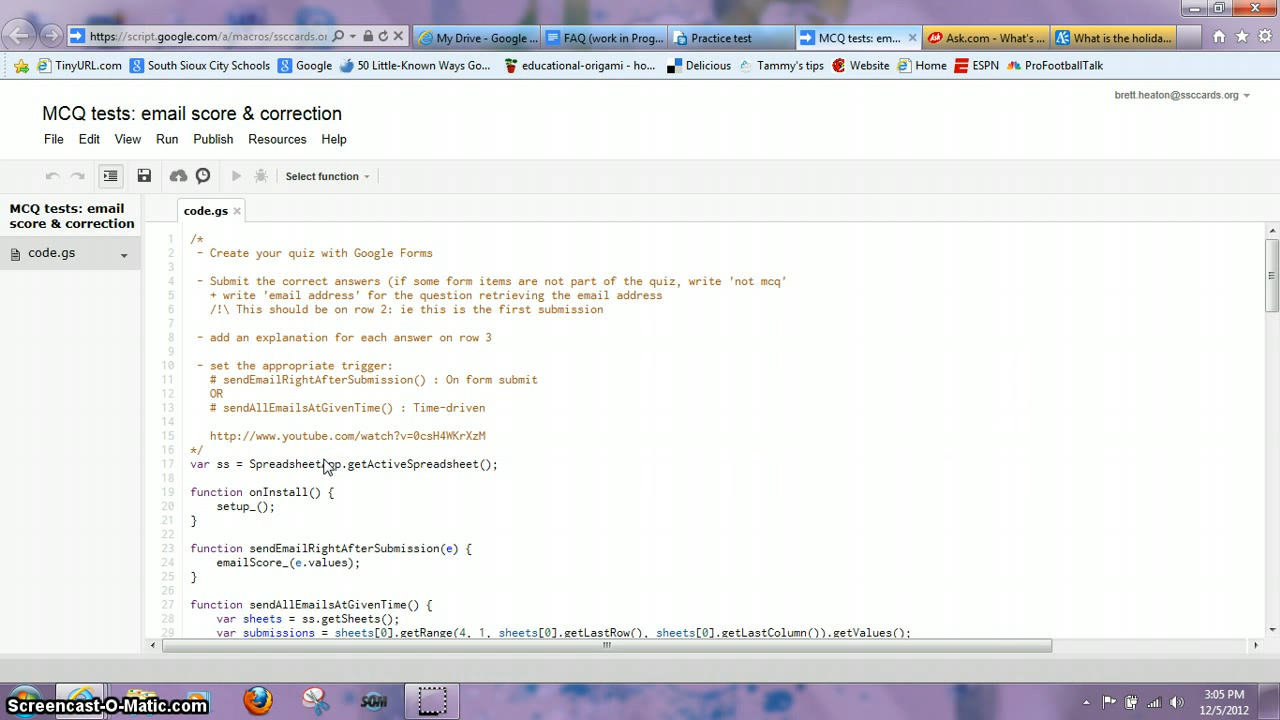 https://script.google.com/a/macros/ssccards.or
My Drive - Google ...
FAQ (work in Prog...
Practice test
MCQ tests: em...
Ask.com - What's ...
What is the holida...
TinyURL.com
South Sioux City Schools
Google
50 Little-Known Ways Go...
educational-origami - ho...
Delicious
Tammy's tips
Website
Home
ESPN
ProFootballTalk
brett.heaton@ssccards.org
MCQ tests: email score & correction
File Edit View Run Publish Resources Help
Select function
MCQ tests: email
score & correction
code.gs
code.gs
1 /*
2 - Create your quiz with Google Forms
3
4 - Submit the correct answers (if some form items are not part of the quiz, write 'not mcq'
5 + write 'email address' for the question retrieving the email address
6 /!\ This should be on row 2: ie this is the first submission
7
8 - add an explanation for each answer on row 3
9
10 - set the appropriate trigger:
11 # sendEmailRightAfterSubmission() : On form submit
12 OR
13 # sendAllEmailsAtGivenTime() : Time-driven
14
15 http://www.youtube.com/watch?v=0csH4WKrXzM
16 */
17 var ss = SpreadsheetApp.getActiveSpreadsheet();
18
19 function onInstall() {
20 setup_();
21 }
22
23 function sendEmailRightAfterSubmission(e) {
24 emailScore_(e.values);
25 }
26
27 function sendAllEmailsAtGivenTime() {
28 var sheets = ss.getSheets();
29 var submissions = sheets[0].getRange(4, 1, sheets[0].getLastRow(), sheets[0].getLastColumn()).getValues();
SOM
3:05 PM
12/5/2012
Screencast-O-Matic.com